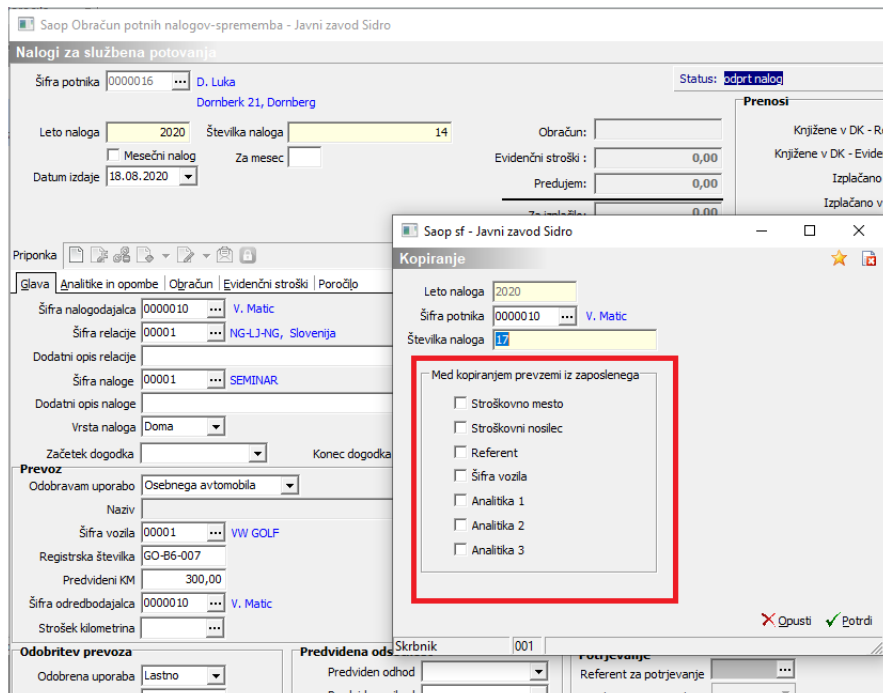 Saop Obračun potnih nalogov-sprememba - Javni zavod Sidro
Nalogi za službena potovanja
Šifra potnika 0000016 ... D. Luka
Dornberk 21, Dornberg
Status: odprt nalog
Prenosi
Leto naloga 2020 Številka naloga 14 Obračun: Knjižene v DK - R
Mesečni nalog Za mesec Evidenčni stroški : 0,00 Knjižene v DK - Evide
Datum izdaje 18.08.2020 Predujem: 0,00 Izplačano
Izplačano v
Za izplačilo: 0,00
Priponka
Glava Analitike in opombe Obračun Evidenčni stroški Poročilo
Šifra nalogodajalca 0000010 ... V. Matic
Šifra relacije 00001 ... NG-LJ-NG, Slovenija
Dodatni opis relacije
Šifra naloge 00001 ... SEMINAR
Dodatni opis naloge
Vrsta naloga Doma
Začetek dogodka Konec dogodka
Prevoz
Odobravam uporabo Osebnega avtomobila
Naziv
Šifra vozila 00001 ... VW GOLF
Registrska številka GO-B6-007
Predvideni KM 300,00
Šifra odredbodajalca 0000010 ... V. Matic
Strošek kilometrina ...
Odobritev prevoza
Odobrena uporaba Lastno
Predvidena ods
Predviden odhod
Potrjevanje
Referent za potrjevanje ...
Saop sf - Javni zavod Sidro
Kopiranje
Leto naloga 2020
Šifra potnika 0000010 ... V. Matic
Številka naloga 17
Med kopiranjem prevzemi iz zaposlenega
Stroškovno mesto
Stroškovni nosilec
Referent
Šifra vozila
Analitika 1
Analitika 2
Analitika 3
Opusti Potrdi
Skrbnik 001